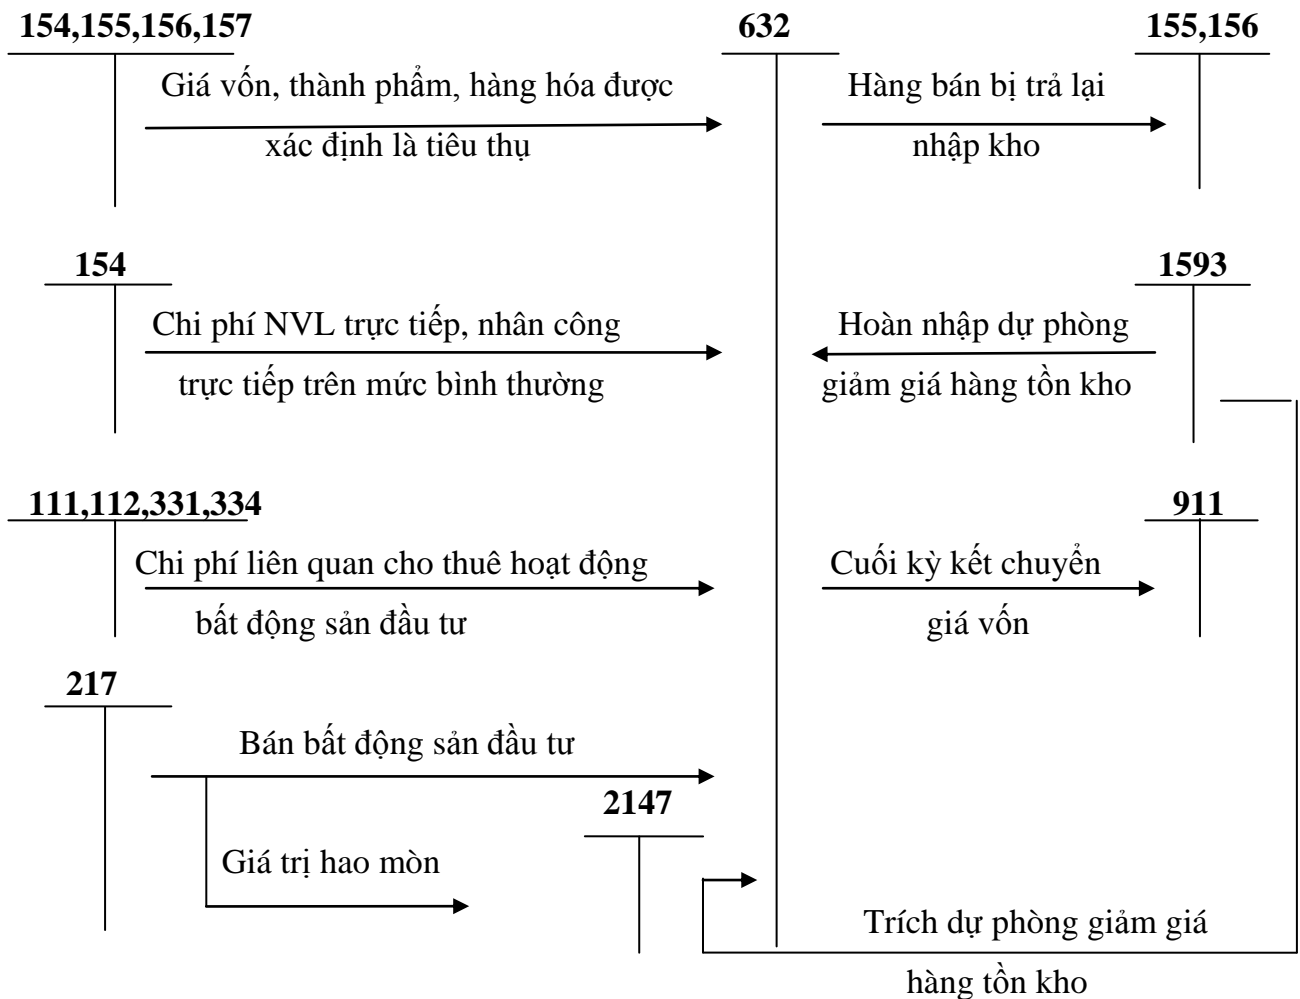 154,155,156,157
632
155,156
Giá vốn, thành phẩm, hàng hóa được
xác định là tiêu thụ
Hàng bán bị trả lại
nhập kho
154
1593
Chi phí NVL trực tiếp, nhân công
trực tiếp trên mức bình thường
Hoàn nhập dự phòng
giảm giá hàng tồn kho
111,112,331,334
911
Chi phí liên quan cho thuê hoạt động
bất động sản đầu tư
Cuối kỳ kết chuyển
giá vốn
217
Bán bất động sản đầu tư
2147
Giá trị hao mòn
Trích dự phòng giảm giá
hàng tồn kho